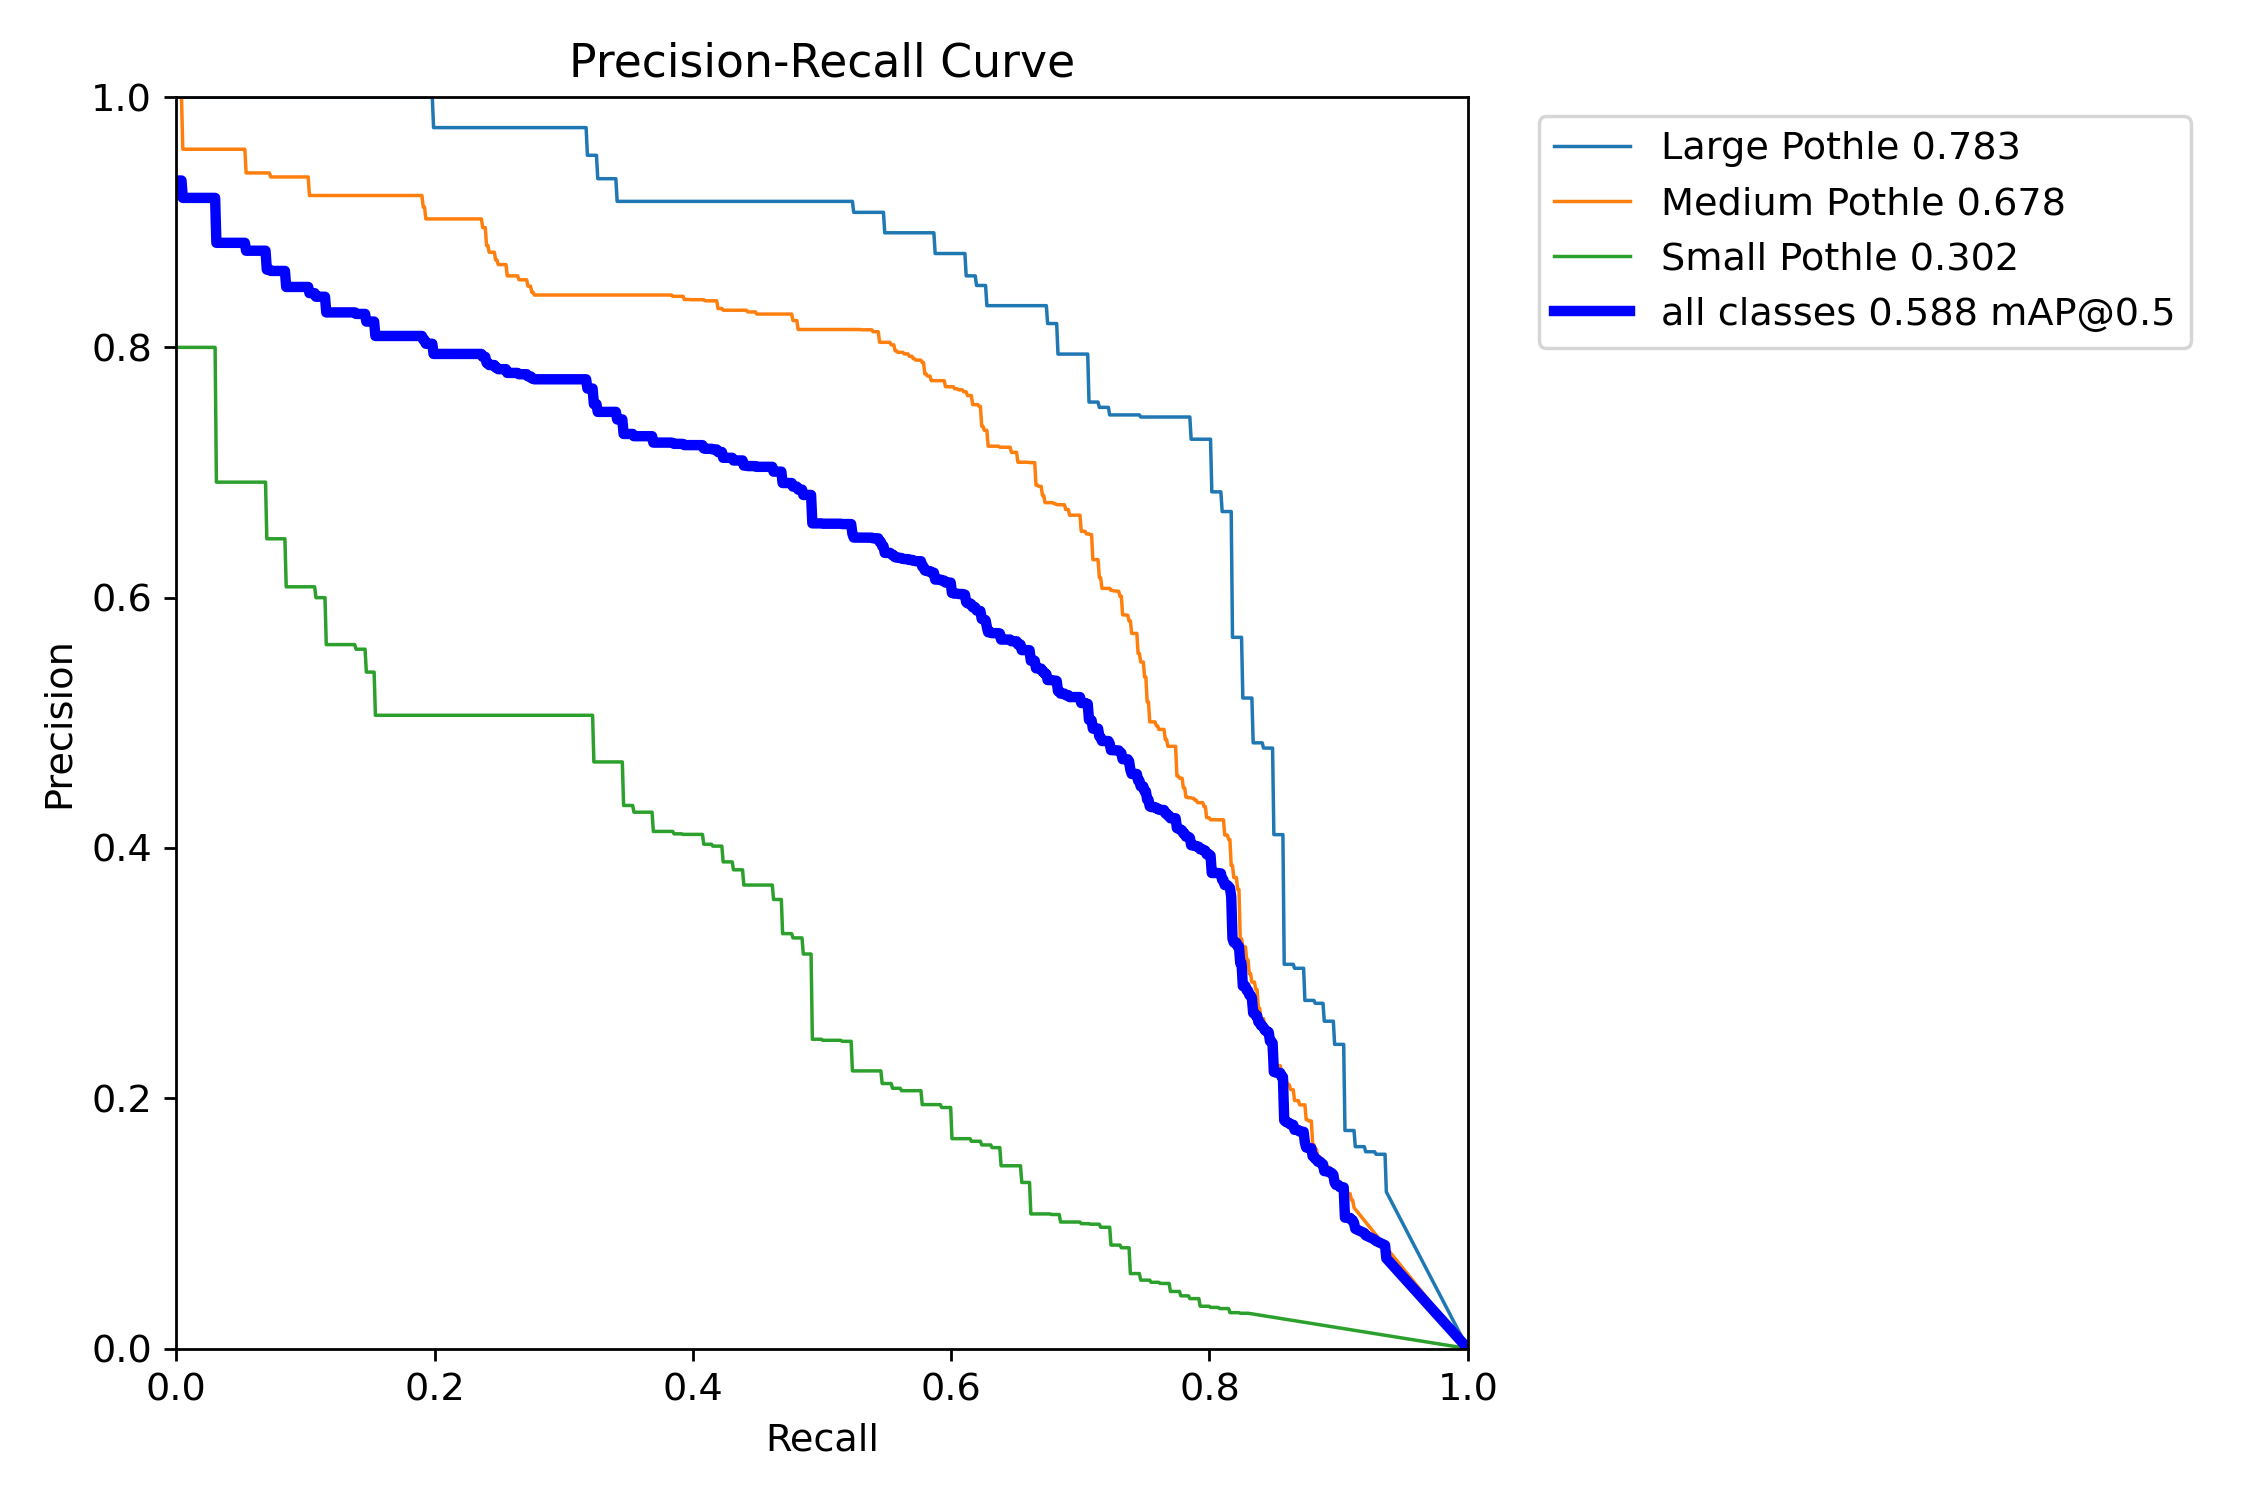 Precision-Recall Curve
1.0
0.8
0.6
0.4
0.2
0.0
Precision
0.0 0.2 0.4 0.6 0.8 1.0
Recall
Large Pothle 0.783
Medium Pothle 0.678
Small Pothle 0.302
all classes 0.588 mAP@0.5